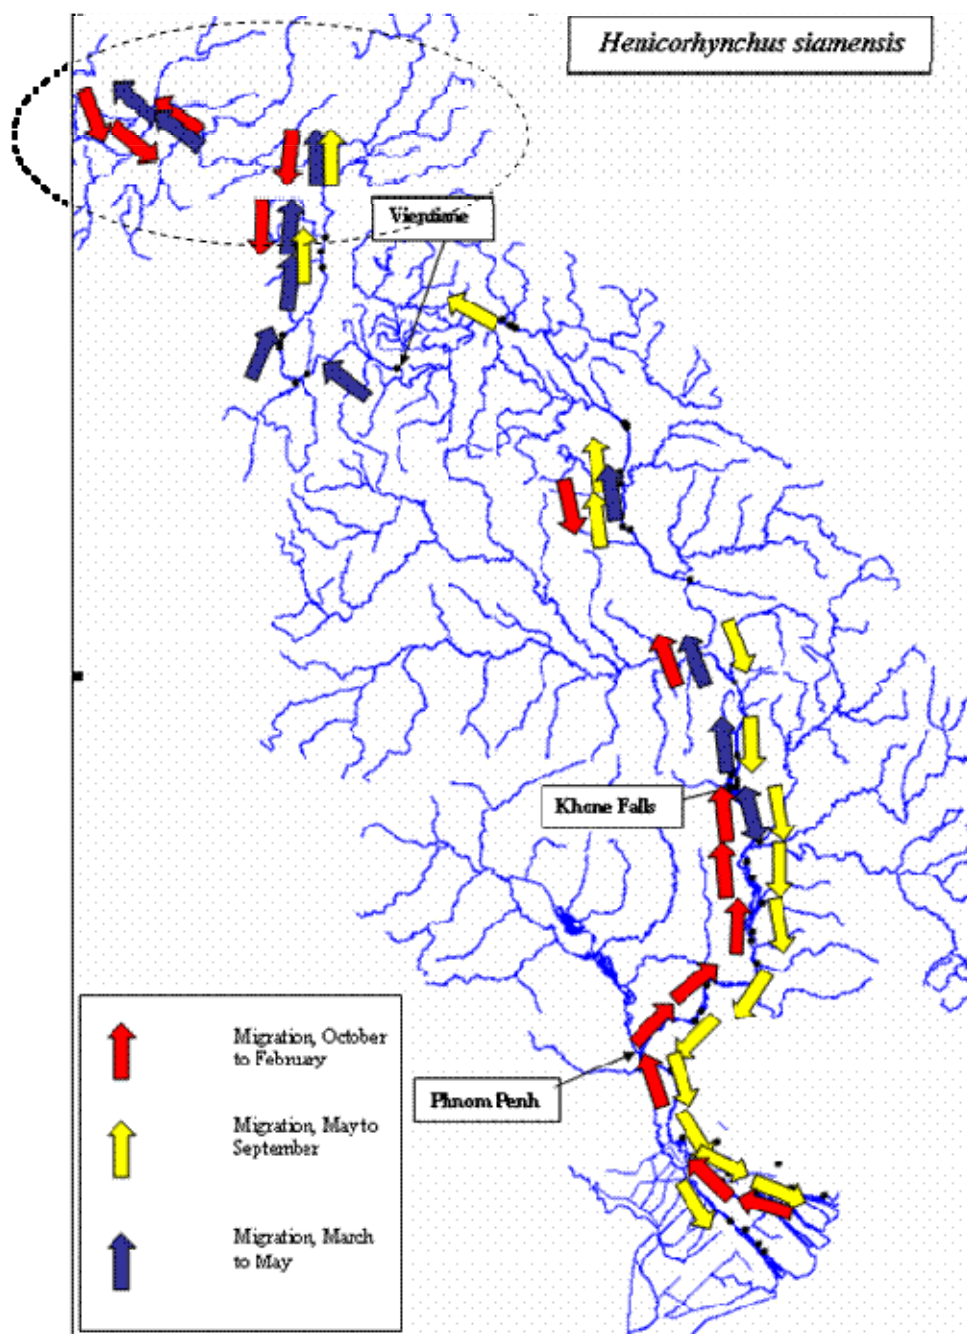 Henicorhynchus siamensis
Vientiane
Khone Falls
Phnom Penh
Migration, October
to February
Migration, May to
September
Migration, March
to May